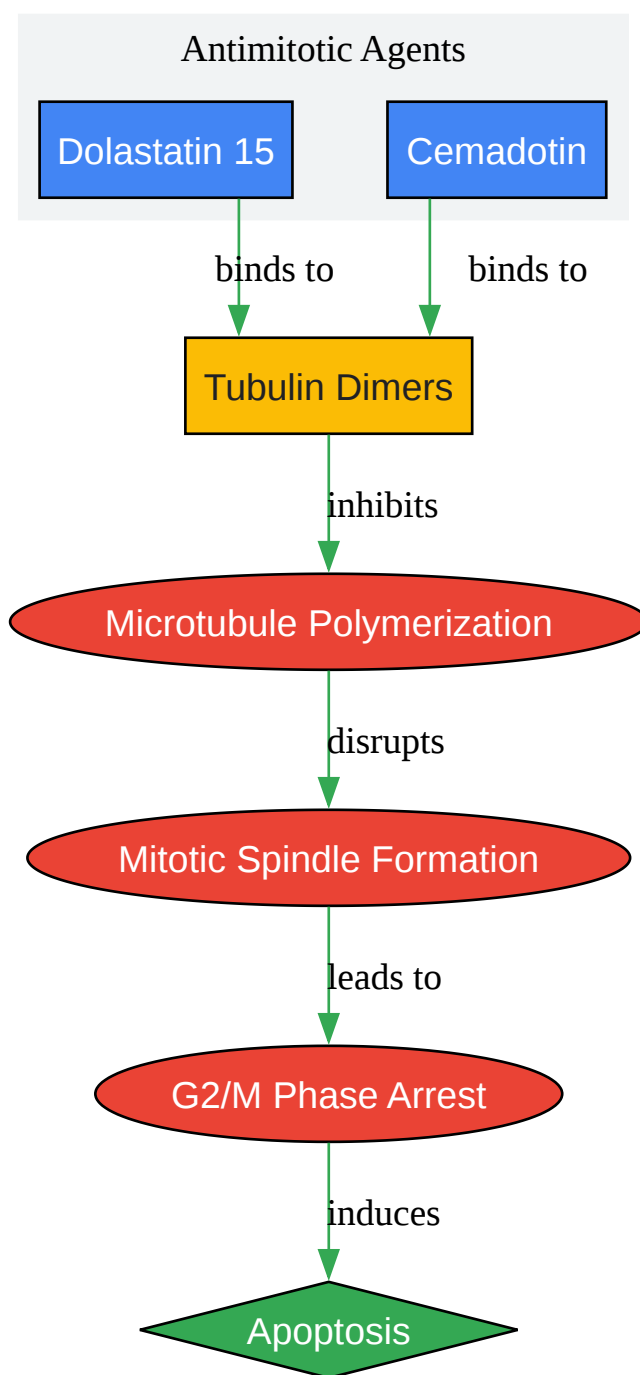 Antimitotic Agents
Dolastatin 15
Cemadotin
binds to
binds to
Tubulin Dimers
inhibits
Microtubule Polymerization
disrupts
Mitotic Spindle Formation
leads to
G2/M Phase Arrest
induces
Apoptosis